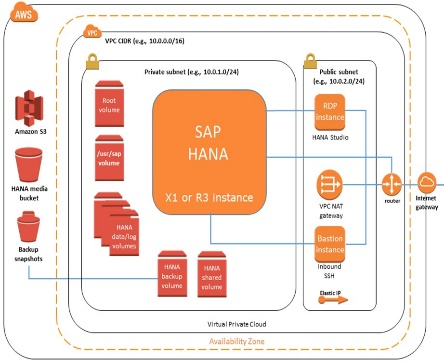 AWS
VPC
VPC CIDR (e.g., 10.0.0.0/16)
Private subnet
(e.g., 10.0.1.0/24)
Public subnet
(e.g., 10.0.2.0/24)
Root
volume
/usr/sap
volume
HANA
data/log
volumes
SAP
HANA
X1 or R3 instance
HANA
backup
volume
HANA
shared
volume
RDP
instance
HANA Studio
VPC NAT
gateway
Bastion
instance
Inbound
SSH
Elastic IP
router
Internet
gateway
Amazon S3
HANA media
bucket
Backup
snapshots
Virtual Private Cloud
Availability Zone